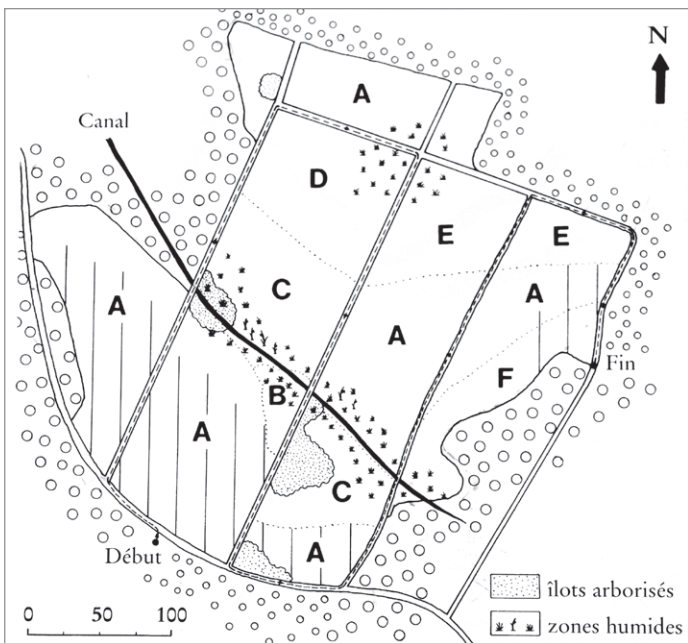 N
A
Canal
D
E
E
C
A
A
A
Fin
F
B
A
C
A
Début
îlots arborisés
zones humides
0 50 100